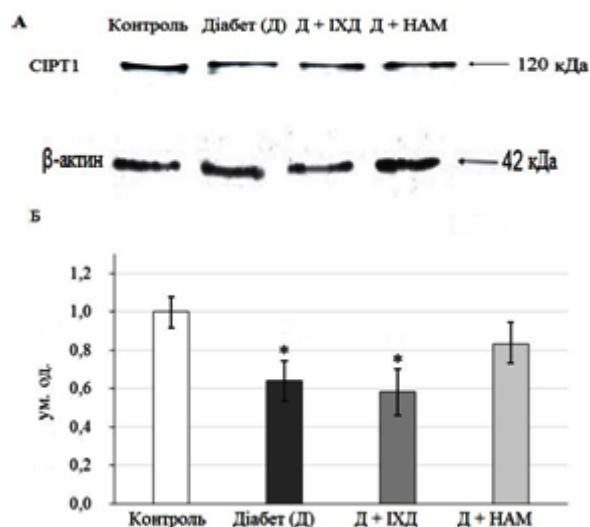 А
Контроль Діабет (Д) Д + ІХД Д + НАМ
СІРТ1 120 кДа
β-актин 42 кДа
Б
1,2
1,0
0,8
0,6
0,4
0,2
0,0
ум. од.
* *
Контроль Діабет (Д) Д + ІХД Д + НАМ